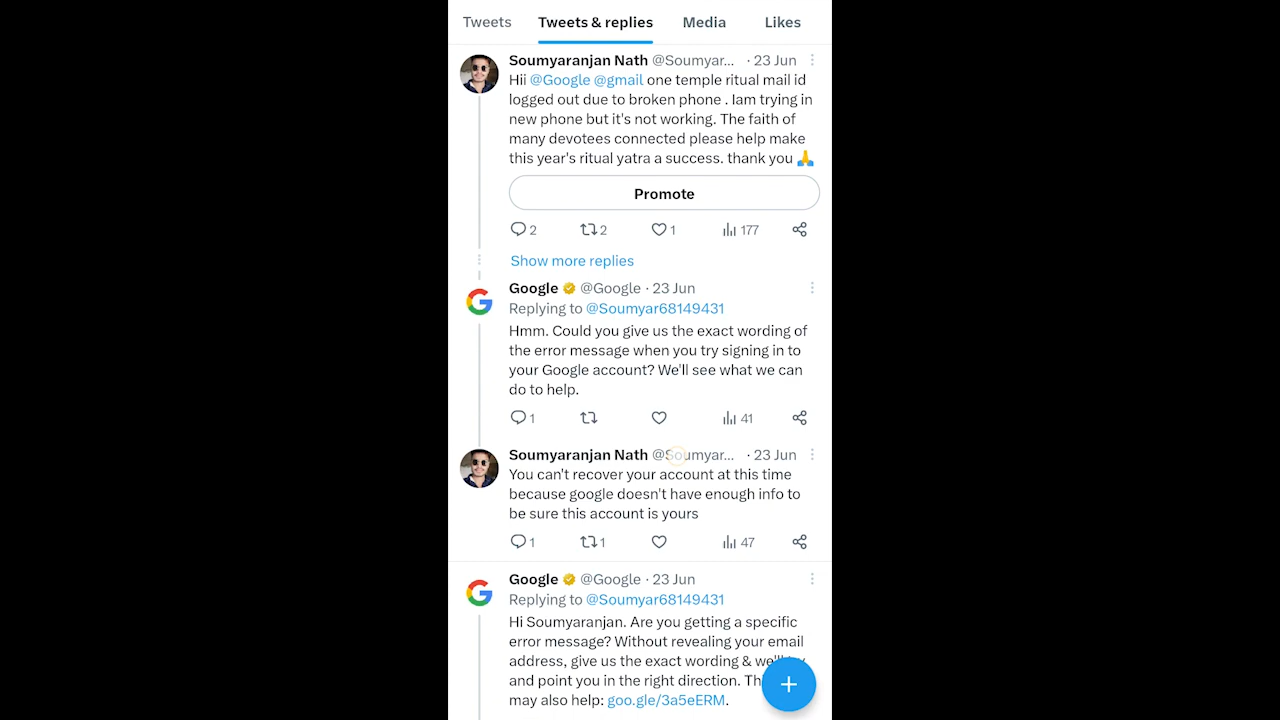 Tweets Tweets & replies Media Likes
Soumyaranjan Nath @Soumyar... · 23 Jun
Hii @Google @gmail one temple ritual mail id
logged out due to broken phone . Iam trying in
new phone but it's not working. The faith of
many devotees connected please help make
this year's ritual yatra a success. thank you 🙏
Promote
2 2 1 177
Show more replies
Google @Google · 23 Jun
Replying to @Soumyar68149431
Hmm. Could you give us the exact wording of
the error message when you try signing in to
your Google account? We'll see what we can
do to help.
1 41
Soumyaranjan Nath @Soumyar... · 23 Jun
You can't recover your account at this time
because google doesn't have enough info to
be sure this account is yours
1 1 47
Google @Google · 23 Jun
Replying to @Soumyar68149431
Hi Soumyaranjan. Are you getting a specific
error message? Without revealing your email
address, give us the exact wording &
and point you in the right direction.
may also help: goo.gle/3a5eERM.